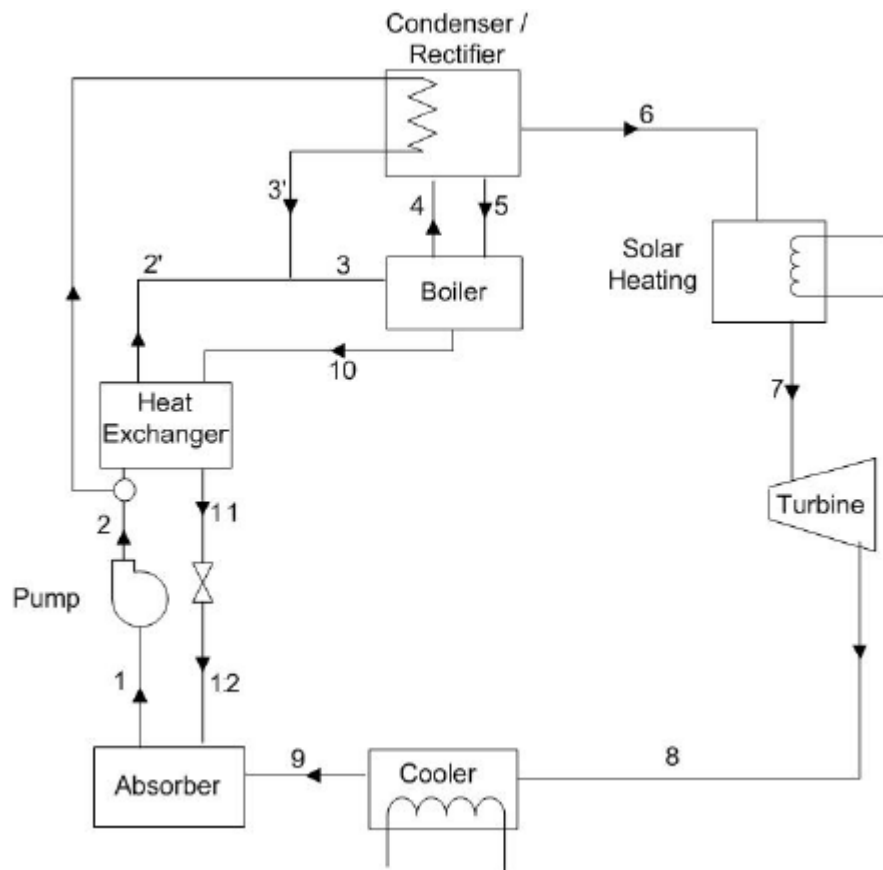 Condenser /
Rectifier
6
3'
4
5
Solar
Heating
2'
3
Boiler
10
7
Heat
Exchanger
Turbine
2
11
Pump
1
12
9
8
Absorber
Cooler